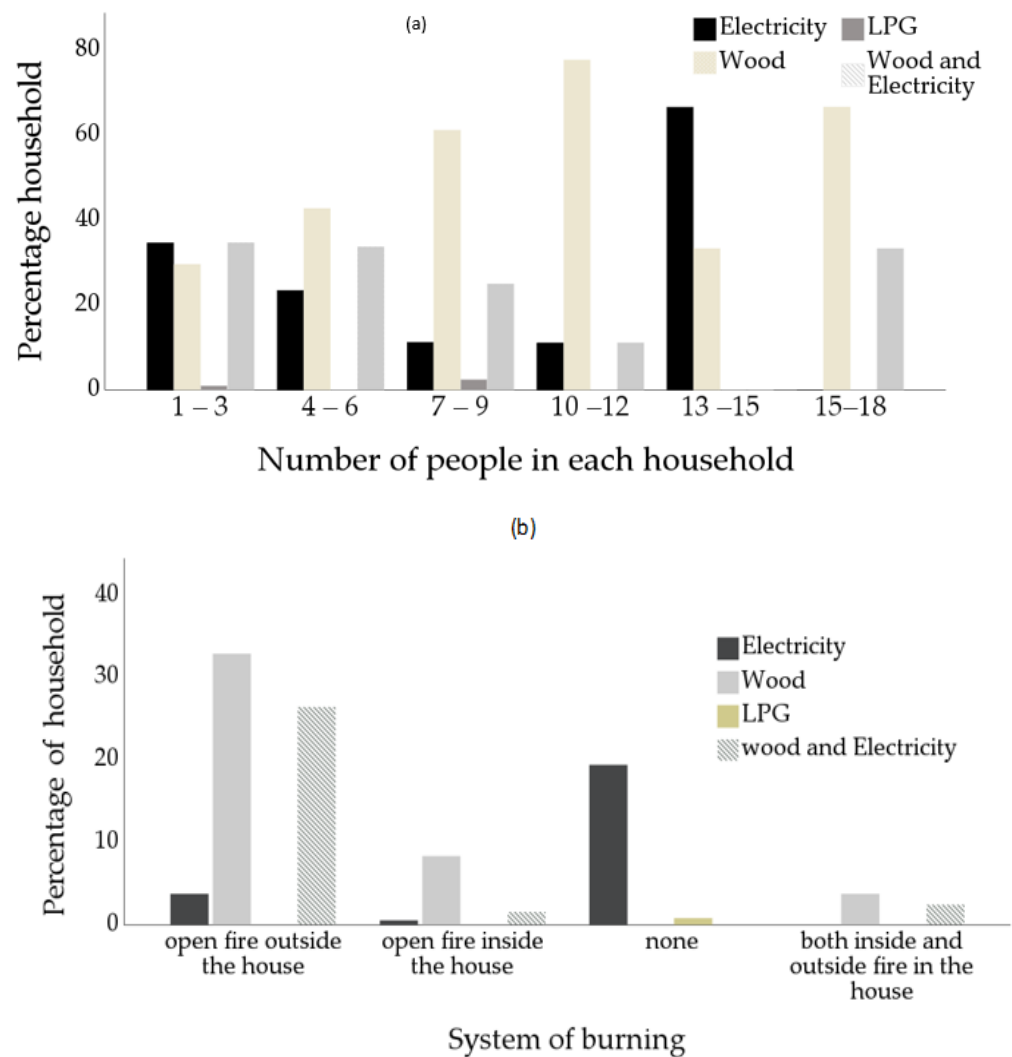 (a)
Electricity
LPG
Wood
Wood and
Electricity
Percentage household
80
60
40
20
0
1 – 3
4 – 6
7 – 9
10 –12
13 –15
15–18
Number of people in each household
(b)
Percentage of household
40
30
20
10
0
Electricity
Wood
LPG
wood and Electricity
open fire outside
the house
open fire inside
the house
none
both inside and
outside fire in the
house
System of burning